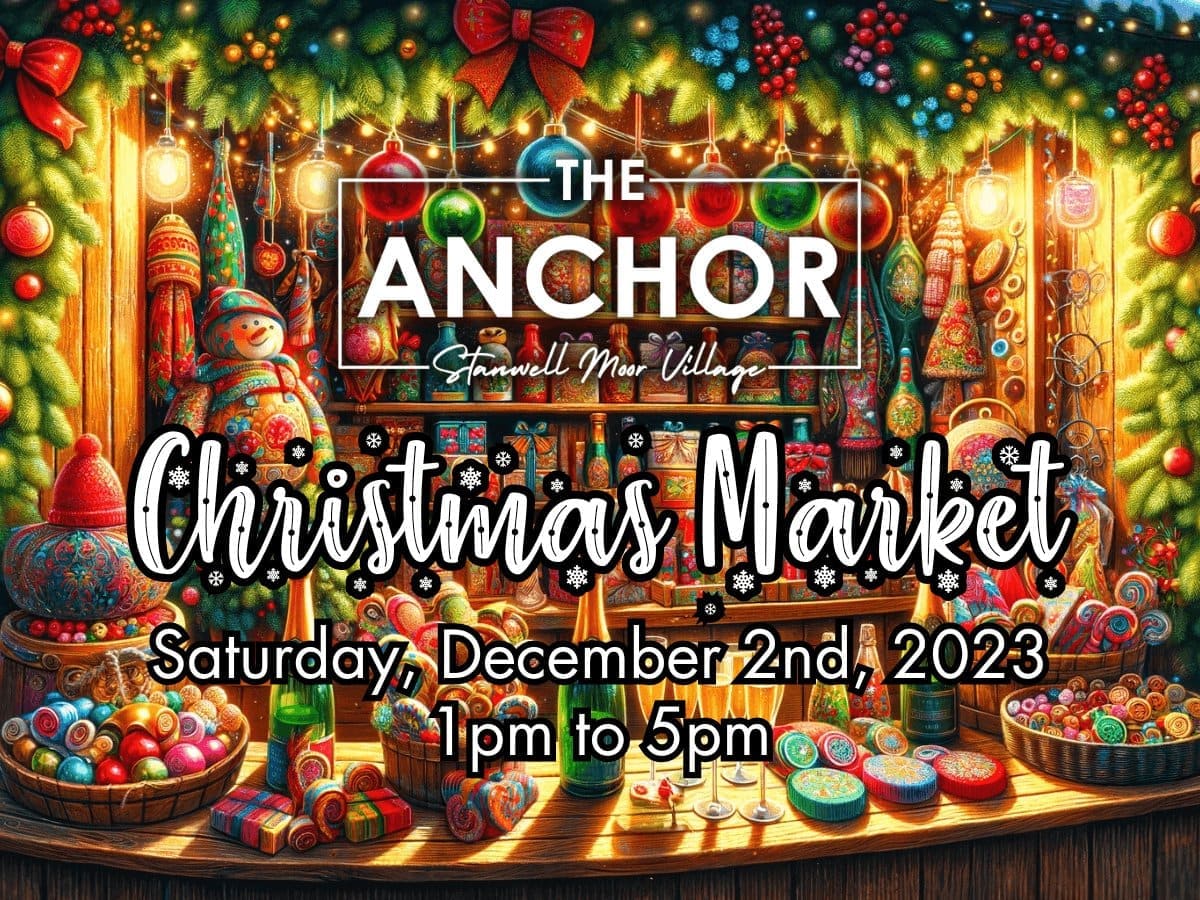 THE
ANCHOR
Stanwell Moor Village
Christmas Market
Saturday, December 2nd, 2023
1pm to 5pm